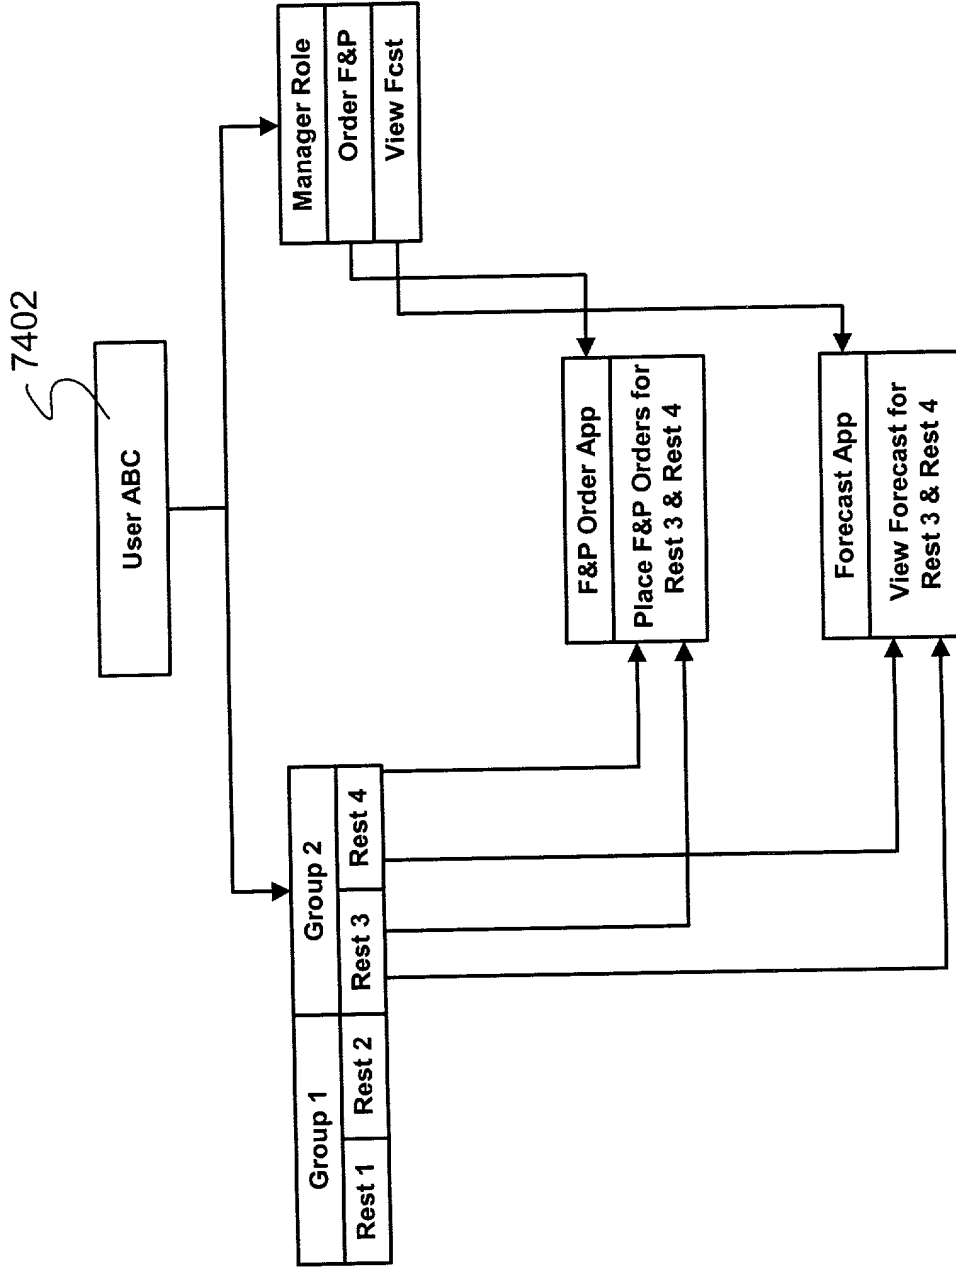 7402
User ABC
Group 1
Group 2
Rest 1
Rest 2
Rest 3
Rest 4
Manager Role
Order F&P
View Fcst
F&P Order App
Place F&P Orders for
Rest 3 & Rest 4
Forecast App
View Forecast for
Rest 3 & Rest 4